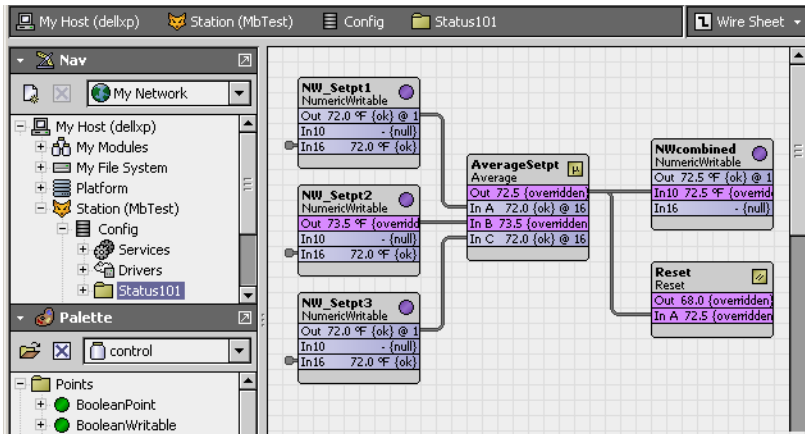 My Host (dellxp) Station (MbTest) Config Status101 Wire Sheet
Nav
My Network
My Host (dellxp)
My Modules
My File System
Platform
Station (MbTest)
Config
Services
Drivers
Status101
Palette
control
Points
BooleanPoint
BooleanWritable
NW_Setpt1
NumericWritable
Out 72.0 °F {ok} @ 1
In10 - {null}
In16 72.0 °F {ok}
NW_Setpt2
NumericWritable
Out 73.5 °F {overridd
In10 - {null}
In16 72.0 °F {ok}
NW_Setpt3
NumericWritable
Out 72.0 °F {ok} @ 1
In10 - {null}
In16 72.0 °F {ok}
AverageSetpt
Average
Out 72.5 {overridden}
In A 72.0 {ok} @ 16
In B 73.5 {overridden}
In C 72.0 {ok} @ 16
NWcombined
NumericWritable
Out 72.5 °F {ok} @ 1
In10 72.5 °F {overrid
In16 - {null}
Reset
Reset
Out 68.0 {overridden}
In A 72.5 {overridden